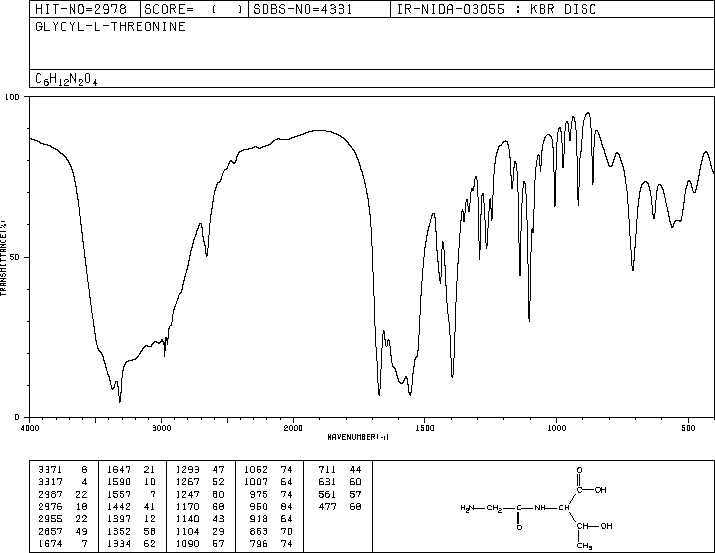 HIT-NO=2978 SCORE= ( ) SDBS-NO=4331 IR-NIDA-03055 : KBR DISC
GLYCYL-L-THREONINE
C6H12N2O4
100
50
0
TRANSMITTANCE(%)
4000 3000 2000 1500 1000 500
WAVENUMBER(-1)
3371 8 1647 21 1293 47 1062 74 711 44
3317 4 1590 10 1267 52 1007 64 631 60
2987 22 1557 7 1247 60 975 74 561 57
2976 18 1442 41 1170 68 950 84 477 68
2955 22 1397 12 1140 43 918 64
2657 49 1352 58 1104 29 863 70
1674 7 1334 62 1090 57 796 74
O
C—OH
H2N—CH2—C—NH—CH
O
CH—OH
CH3